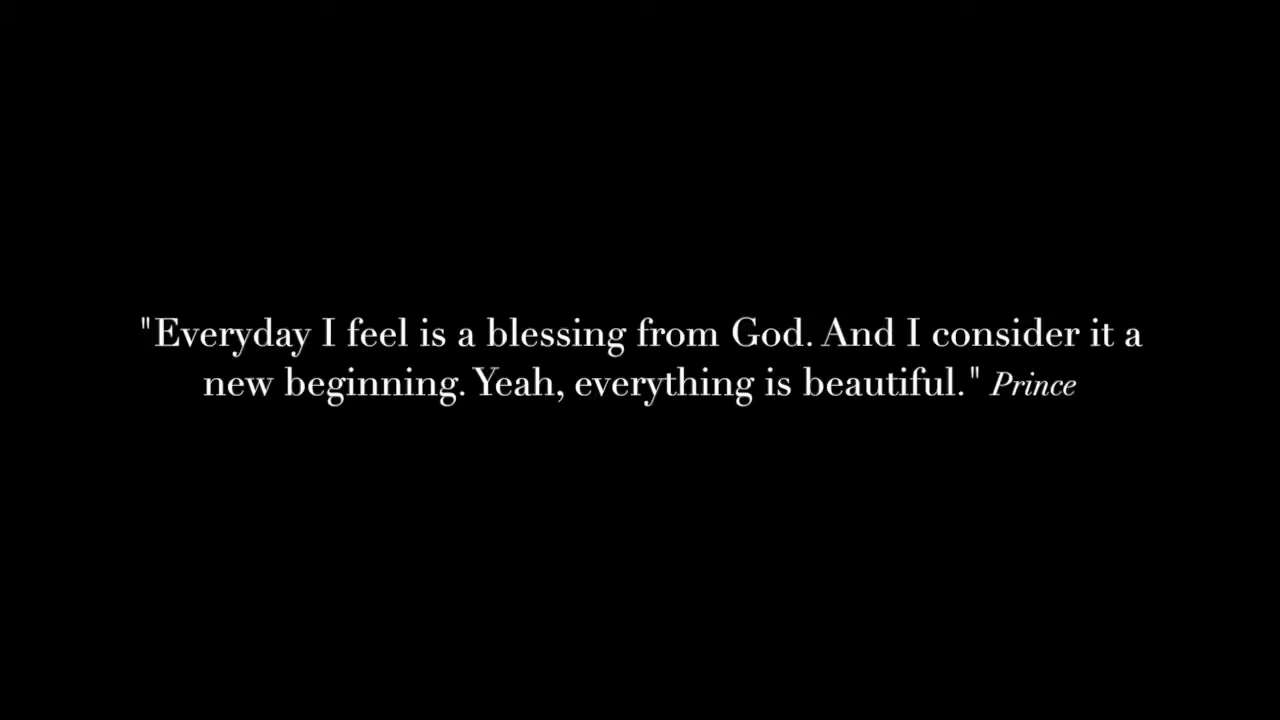 "Everyday I feel is a blessing from God. And I consider it a
new beginning. Yeah, everything is beautiful." Prince